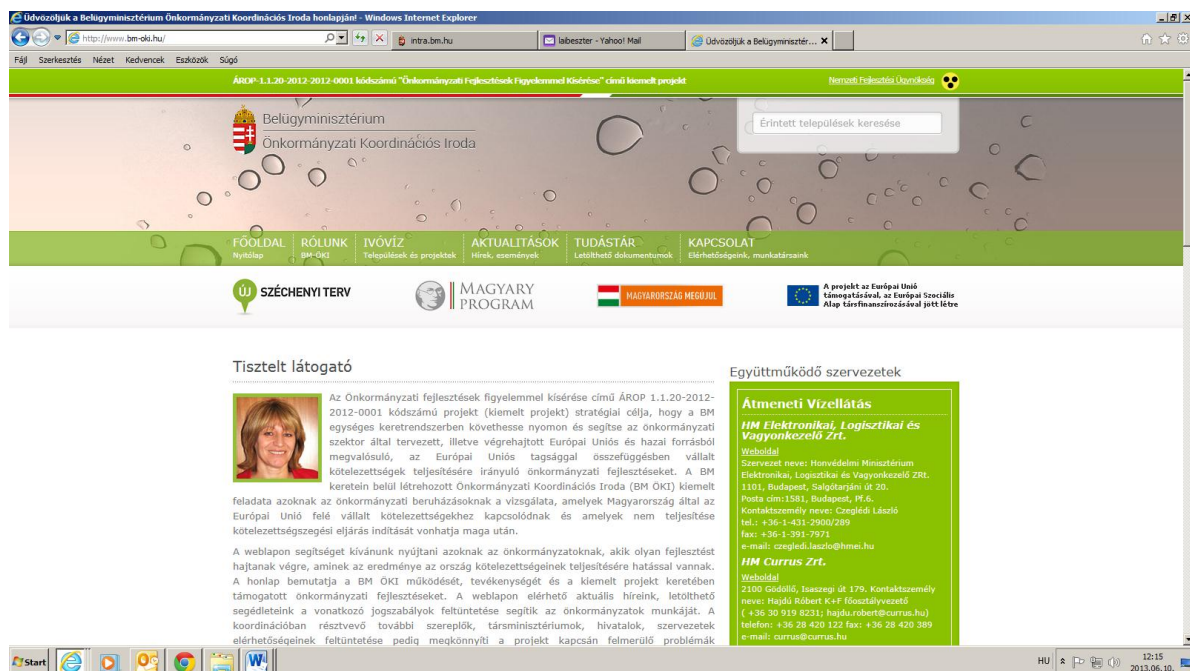 Üdvözöljük a Belügyminisztérium Önkormányzati Koordinációs Iroda honlapján! - Windows Internet Explorer
http://www.bm-oki.hu/
intra.bm.hu
laibeszter - Yahoo! Mail
Üdvözöljük a Belügyminisztér...
Fájl Szerkesztés Nézet Kedvencek Eszközök Súgó
ÁROP-1.1.20-2012-2012-0001 kódszámú "Önkormányzati Fejlesztések Figyelemmel Kísérése" című kiemelt projekt
Nemzeti Fejlesztési Ügynökség
Belügyminisztérium
Önkormányzati Koordinációs Iroda
Érintett települések keresése
FŐOLDAL RÓLUNK IVÓVÍZ AKTUALITÁSOK TUDÁSTÁR KAPCSOLAT
Nyitólap BM-ÖKI Települések és projektek Hírek, események Letölthető dokumentumok Elérhetőségeink, munkatársaink
ÚJ SZÉCHENYI TERV
MAGYARY
PROGRAM
MAGYARORSZÁG MEGÚJUL
A projekt az Európai Unió
támogatásával, az Európai Szociális
Alap társfinanszírozásával jött létre
Tisztelt látogató
Az Önkormányzati fejlesztések figyelemmel kísérése című ÁROP 1.1.20-2012-
2012-0001 kódszámú projekt (kiemelt projekt) stratégiai célja, hogy a BM
egységes keretrendszerben követhesse nyomon és segítse az önkormányzati
szektor által tervezett, illetve végrehajtott Európai Uniós és hazai forrásból
megvalósuló, az Európai Uniós tagsággal összefüggésben vállalt
kötelezettségek teljesítésére irányuló önkormányzati fejlesztéseket. A BM
keretein belül létrehozott Önkormányzati Koordinációs Iroda (BM ÖKI) kiemelt
feladata azoknak az önkormányzati beruházásoknak a vizsgálata, amelyek Magyarország által az
Európai Unió felé vállalt kötelezettségekhez kapcsolódnak és amelyek nem teljesítése
kötelezettségszegési eljárás indítását vonhatja maga után.
A weblapon segítséget kívánunk nyújtani azoknak az önkormányzatoknak, akik olyan fejlesztést
hajtanak végre, aminek az eredménye az ország kötelezettségeinek teljesítésére hatással vannak.
A honlap bemutatja a BM ÖKI működését, tevékenységét és a kiemelt projekt keretében
támogatott önkormányzati fejlesztéseket. A weblapon elérhető aktuális híreink, letölthető
segédleteink a vonatkozó jogszabályok feltüntetése segítik az önkormányzatok munkáját. A
koordinációban résztvevő további szereplők, társminisztériumok, hivatalok, szervezetek
elérhetőségeinek feltüntetése pedig megkönnyíti a projekt kapcsán felmerülő problémák
Együttműködő szervezetek
Átmeneti Vízellátás
HM Elektronikai, Logisztikai és
Vagyonkezelő Zrt.
Weboldal
Szervezet neve: Honvédelmi Minisztérium
Elektronikai, Logisztikai és Vagyonkezelő ZRt.
1101, Budapest, Salgótarjáni út 20.
Posta cím:1581, Budapest, Pf.6.
Kontaktszemély neve: Czeglédi László
tel.: +36-1-431-2900/289
fax: +36-1-391-7971
e-mail: czegledi.laszlo@hmei.hu
HM Currus Zrt.
Weboldal
2100 Gödöllő, Isaszegi út 179. Kontaktszemély
neve: Hajdú Róbert K+F főosztályvezető
( +36 30 919 8231; hajdu.robert@currus.hu)
telefon: +36 28 420 122 fax: +36 28 420 389
e-mail: currus@currus.hu
Start
HU
12:15
2013.06.10.